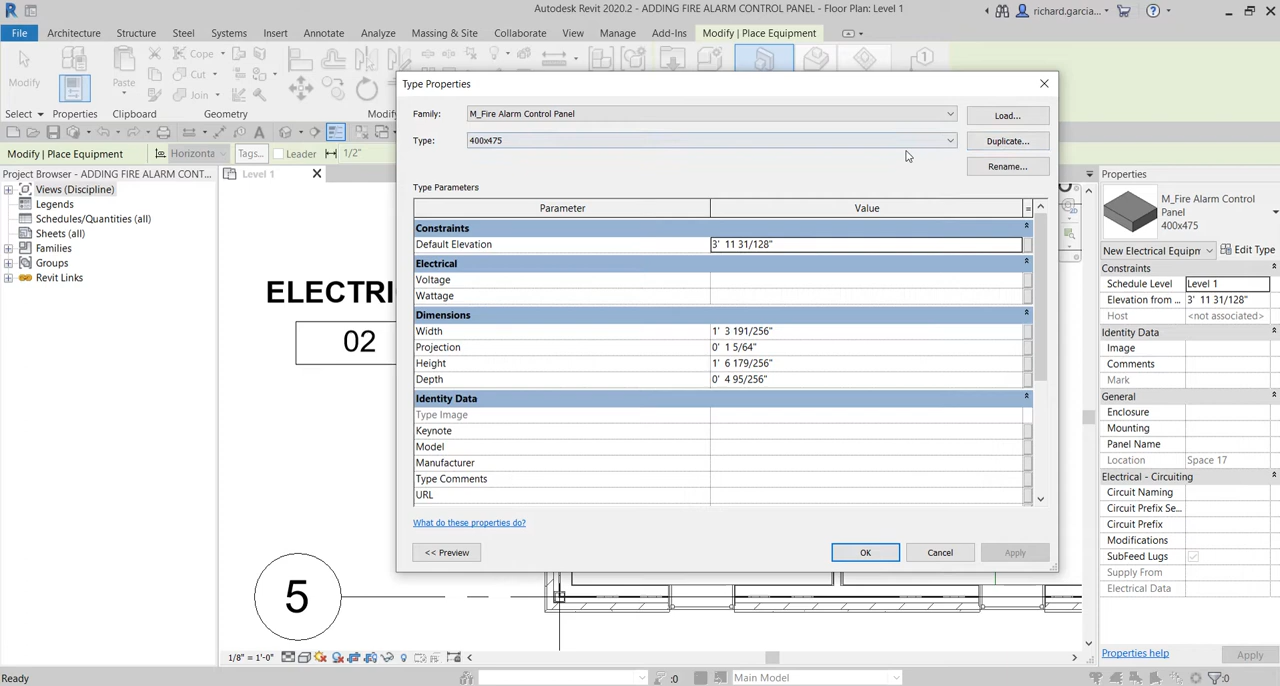 Autodesk Revit 2020.2 - ADDING FIRE ALARM CONTROL PANEL - Floor Plan: Level 1
richard.garcia...
File Architecture Structure Steel Systems Insert Annotate Analyze Massing & Site Collaborate View Manage Add-Ins Modify | Place Equipment
Modify
Paste
Cope
Cut
Join
Select Properties Clipboard Geometry Modif
Modify | Place Equipment
Horizonta
Tags...
Leader
1/2"
Project Browser - ADDING FIRE ALARM CONT...
Views (Discipline)
Legends
Schedules/Quantities (all)
Sheets (all)
Families
Groups
Revit Links
Level 1
ELECTRI
02
5
Type Properties
Family: M_Fire Alarm Control Panel Load...
Type: 400x475 Duplicate...
Rename...
Type Parameters
Parameter Value =
Constraints
Default Elevation 3' 11 31/128"
Electrical
Voltage
Wattage
Dimensions
Width 1' 3 191/256"
Projection 0' 1 5/64"
Height 1' 6 179/256"
Depth 0' 4 95/256"
Identity Data
Type Image
Keynote
Model
Manufacturer
Type Comments
URL
What do these properties do?
<< Preview OK Cancel Apply
Properties
M_Fire Alarm Control
Panel
400x475
New Electrical Equipm Edit Type
Constraints
Schedule Level Level 1
Elevation from ... 3' 11 31/128"
Host <not associated>
Identity Data
Image
Comments
Mark
General
Enclosure
Mounting
Panel Name
Location Space 17
Electrical - Circuiting
Circuit Naming
Circuit Prefix Se...
Circuit Prefix
Modifications
SubFeed Lugs
Supply From
Electrical Data
Properties help Apply
1/8" = 1'-0"
Ready
:0
Main Model
:0